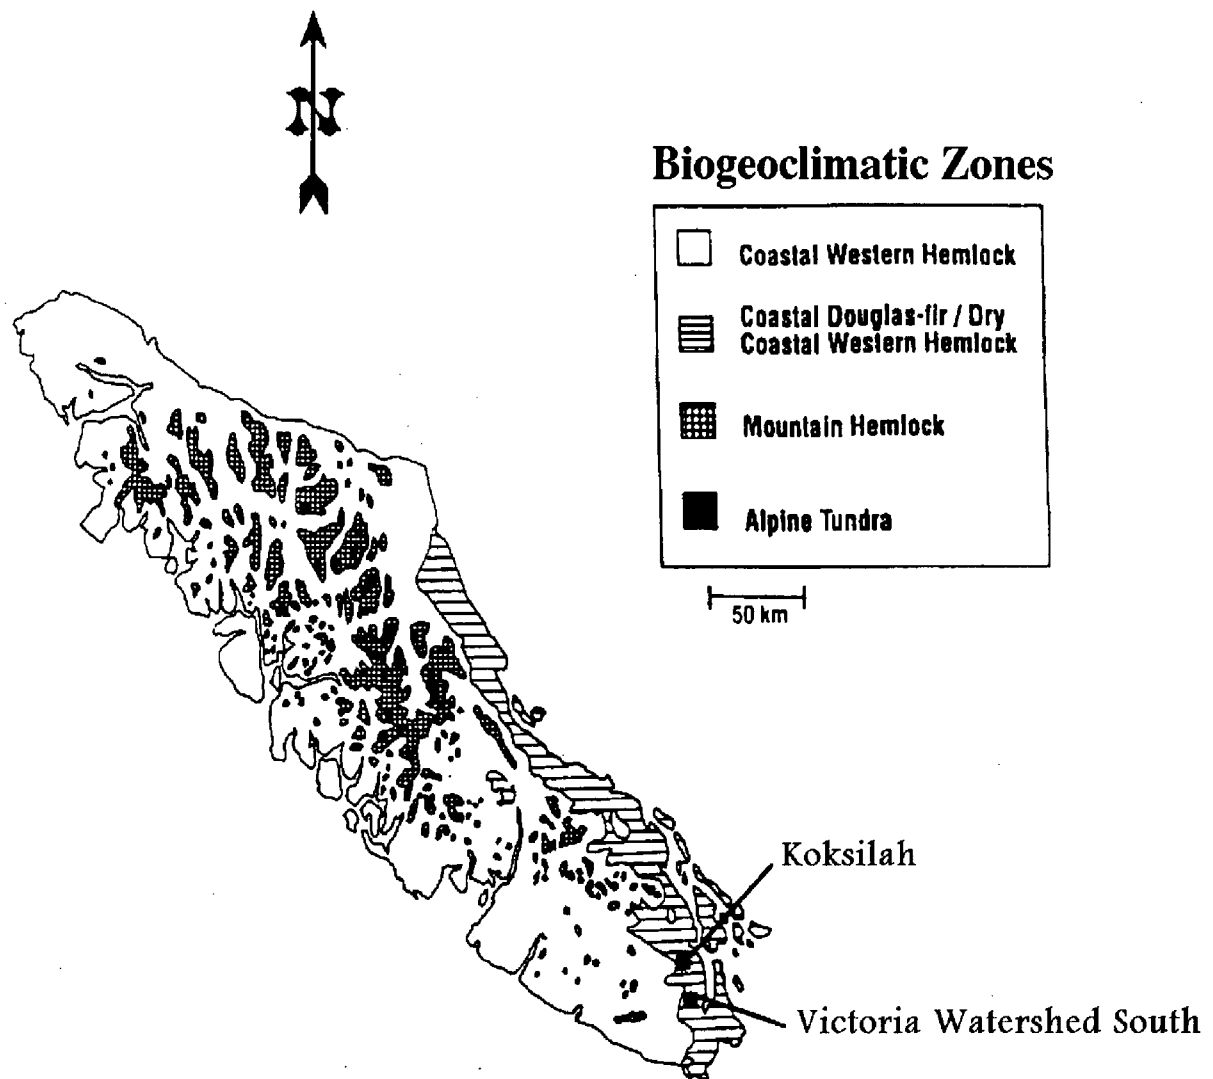 N
Biogeoclimatic Zones
Coastal Western Hemlock
Coastal Douglas-fir / Dry
Coastal Western Hemlock
Mountain Hemlock
Alpine Tundra
50 km
Koksilah
Victoria Watershed South